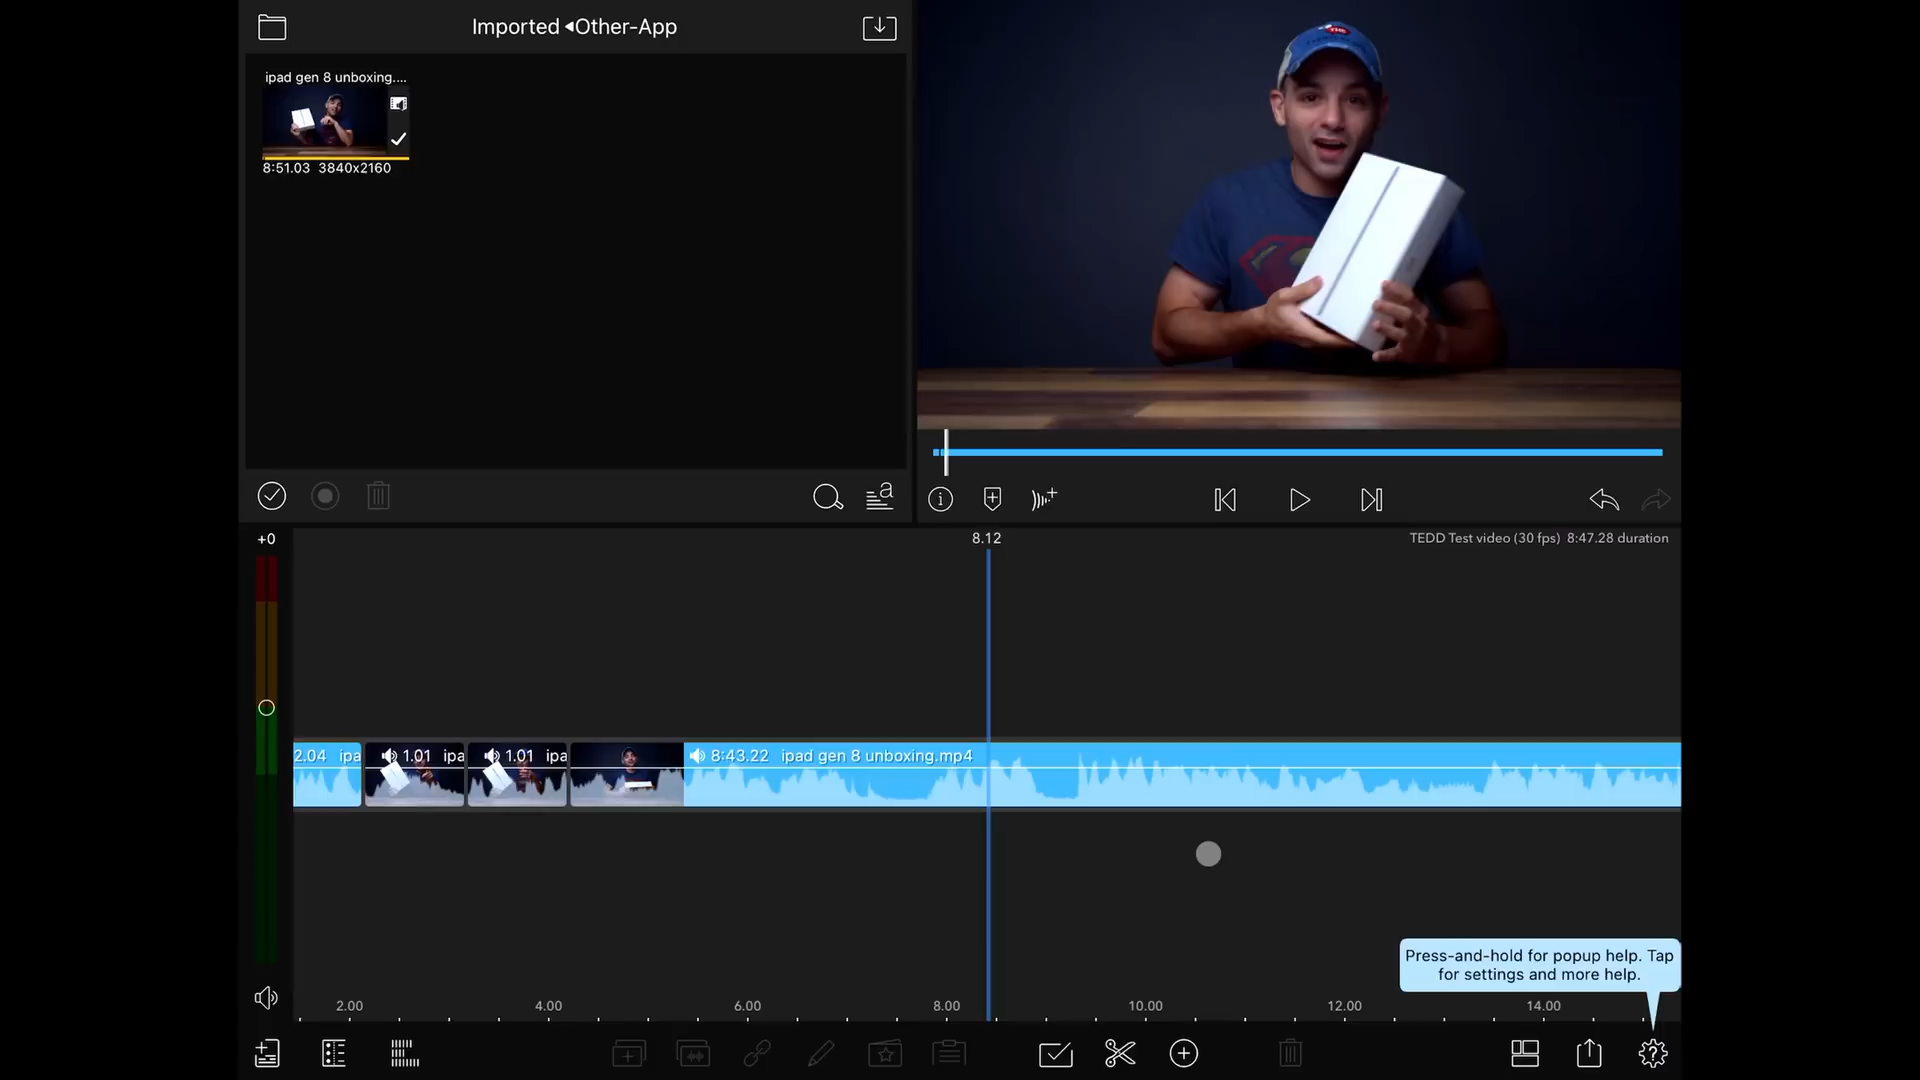 Imported ◂Other-App
ipad gen 8 unboxing....
8:51.03 3840x2160
+0
8.12
TEDD Test video (30 fps) 8:47.28 duration
2.04 ipa
1.01 ipa
1.01 ipa
8:43.22 ipad gen 8 unboxing.mp4
Press-and-hold for popup help. Tap
for settings and more help.
2.00
4.00
6.00
8.00
10.00
12.00
14.00